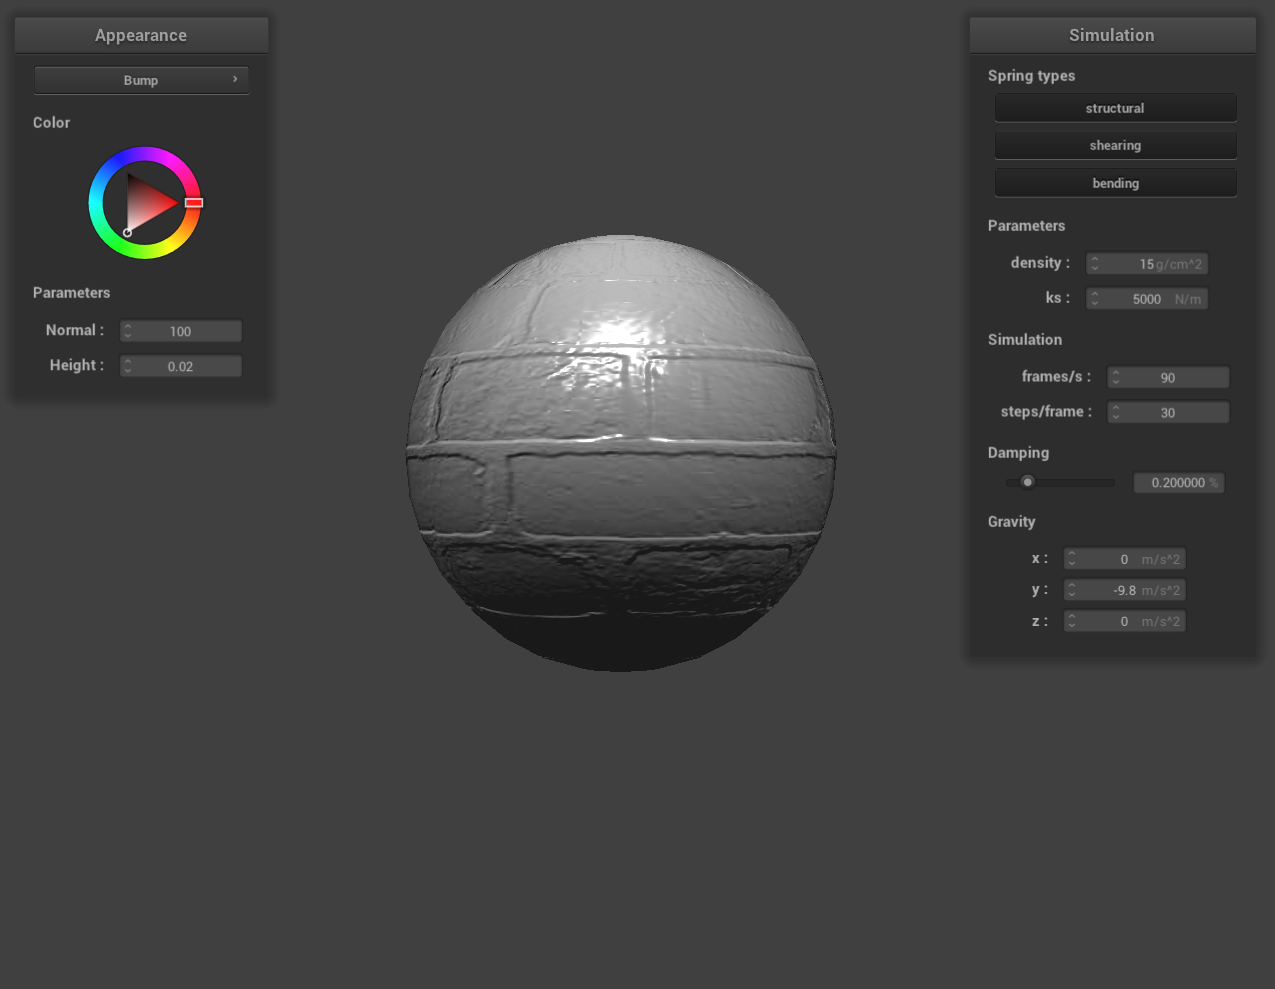 Appearance
Bump
Color
Parameters
Normal : 100
Height : 0.02
Simulation
Spring types
structural
shearing
bending
Parameters
density : 15 g/cm^2
ks : 5000 N/m
Simulation
frames/s : 90
steps/frame : 30
Damping
0.200000 %
Gravity
x : 0 m/s^2
y : -9.8 m/s^2
z : 0 m/s^2